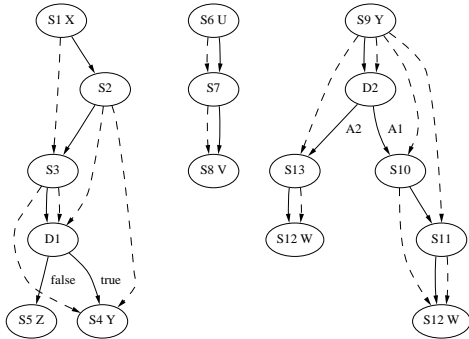 S1 X
S6 U
S9 Y
S2
S7
D2
A2
A1
S3
S8 V
S13
S10
D1
S12 W
S11
false
true
S5 Z
S4 Y
S12 W